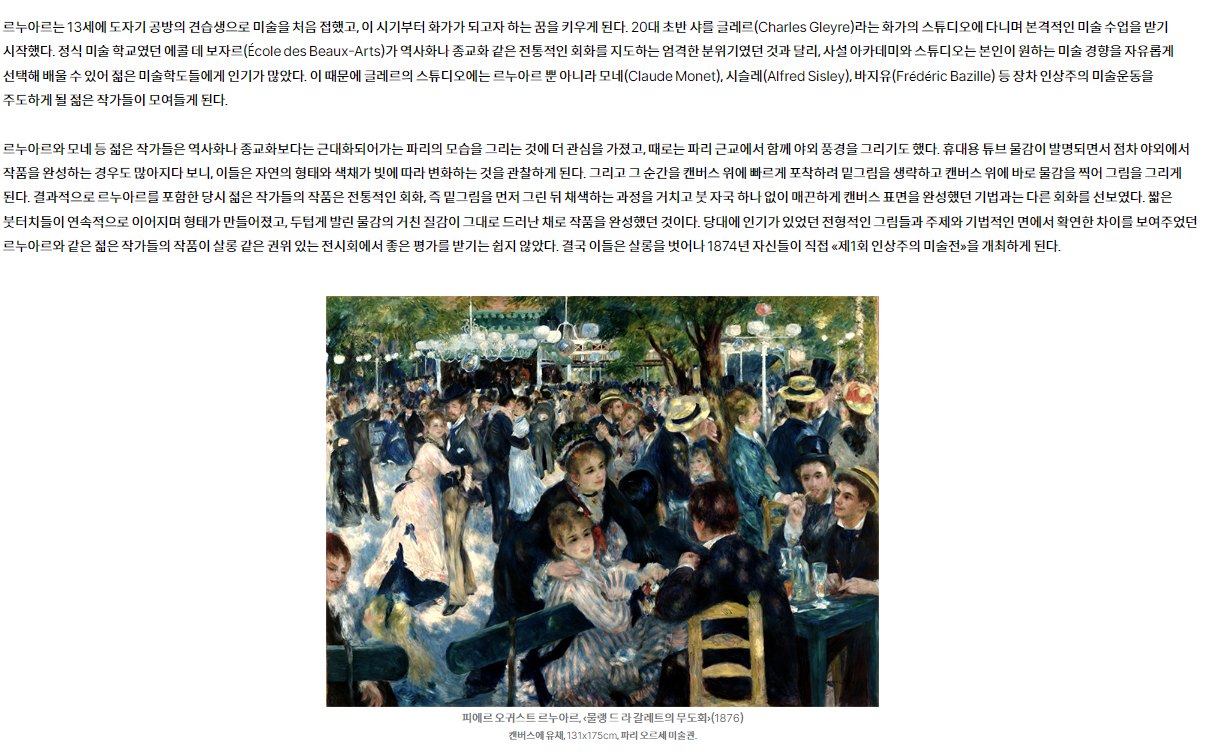 르누아르는 13세에 도자기 공방의 견습생으로 미술을 처음 접했고, 이 시기부터 화가가 되고자 하는 꿈을 키우게 된다. 20대 초반 샤를 글레르(Charles Gleyre)라는 화가의 스튜디오에 다니며 본격적인 미술 수업을 받기
시작했다. 정식 미술 학교였던 에콜 데 보자르(École des Beaux-Arts)가 역사화나 종교화 같은 전통적인 회화를 지도하는 엄격한 분위기였던 것과 달리, 사설 아카데미와 스튜디오는 본인이 원하는 미술 경향을 자유롭게
선택해 배울 수 있어 젊은 미술학도들에게 인기가 많았다. 이 때문에 글레르의 스튜디오에는 르누아르 뿐 아니라 모네(Claude Monet), 시슬레(Alfred Sisley), 바지유(Frédéric Bazille) 등 장차 인상주의 미술운동을
주도하게 될 젊은 작가들이 모여들게 된다.
르누아르와 모네 등 젊은 작가들은 역사화나 종교화보다는 근대화되어가는 파리의 모습을 그리는 것에 더 관심을 가졌고, 때로는 파리 근교에서 함께 야외 풍경을 그리기도 했다. 휴대용 튜브 물감이 발명되면서 점차 야외에서
작품을 완성하는 경우도 많아지다 보니, 이들은 자연의 형태와 색채가 빛에 따라 변화하는 것을 관찰하게 된다. 그리고 그 순간을 캔버스 위에 빠르게 포착하려 밑그림을 생략하고 캔버스 위에 바로 물감을 찍어 그림을 그리게
된다. 결과적으로 르누아르를 포함한 당시 젊은 작가들의 작품은 전통적인 회화, 즉 밑그림을 먼저 그린 뒤 채색하는 과정을 거치고 붓 자국 하나 없이 매끈하게 캔버스 표면을 완성했던 기법과는 다른 회화를 선보였다. 짧은
붓터치들이 연속적으로 이어지며 형태가 만들어졌고, 두텁게 발린 물감의 거친 질감이 그대로 드러난 채로 작품을 완성했던 것이다. 당대에 인기가 있었던 전형적인 그림들과 주제와 기법적인 면에서 확연한 차이를 보여주었던
르누아르와 같은 젊은 작가들의 작품이 살롱 같은 권위 있는 전시회에서 좋은 평가를 받기는 쉽지 않았다. 결국 이들은 살롱을 벗어나 1874년 자신들이 직접 «제1회 인상주의 미술전»을 개최하게 된다.
피에르 오귀스트 르누아르, ‹물랭 드 라 갈레트의 무도회›(1876)
캔버스에 유채, 131x175cm, 파리 오르세 미술관.